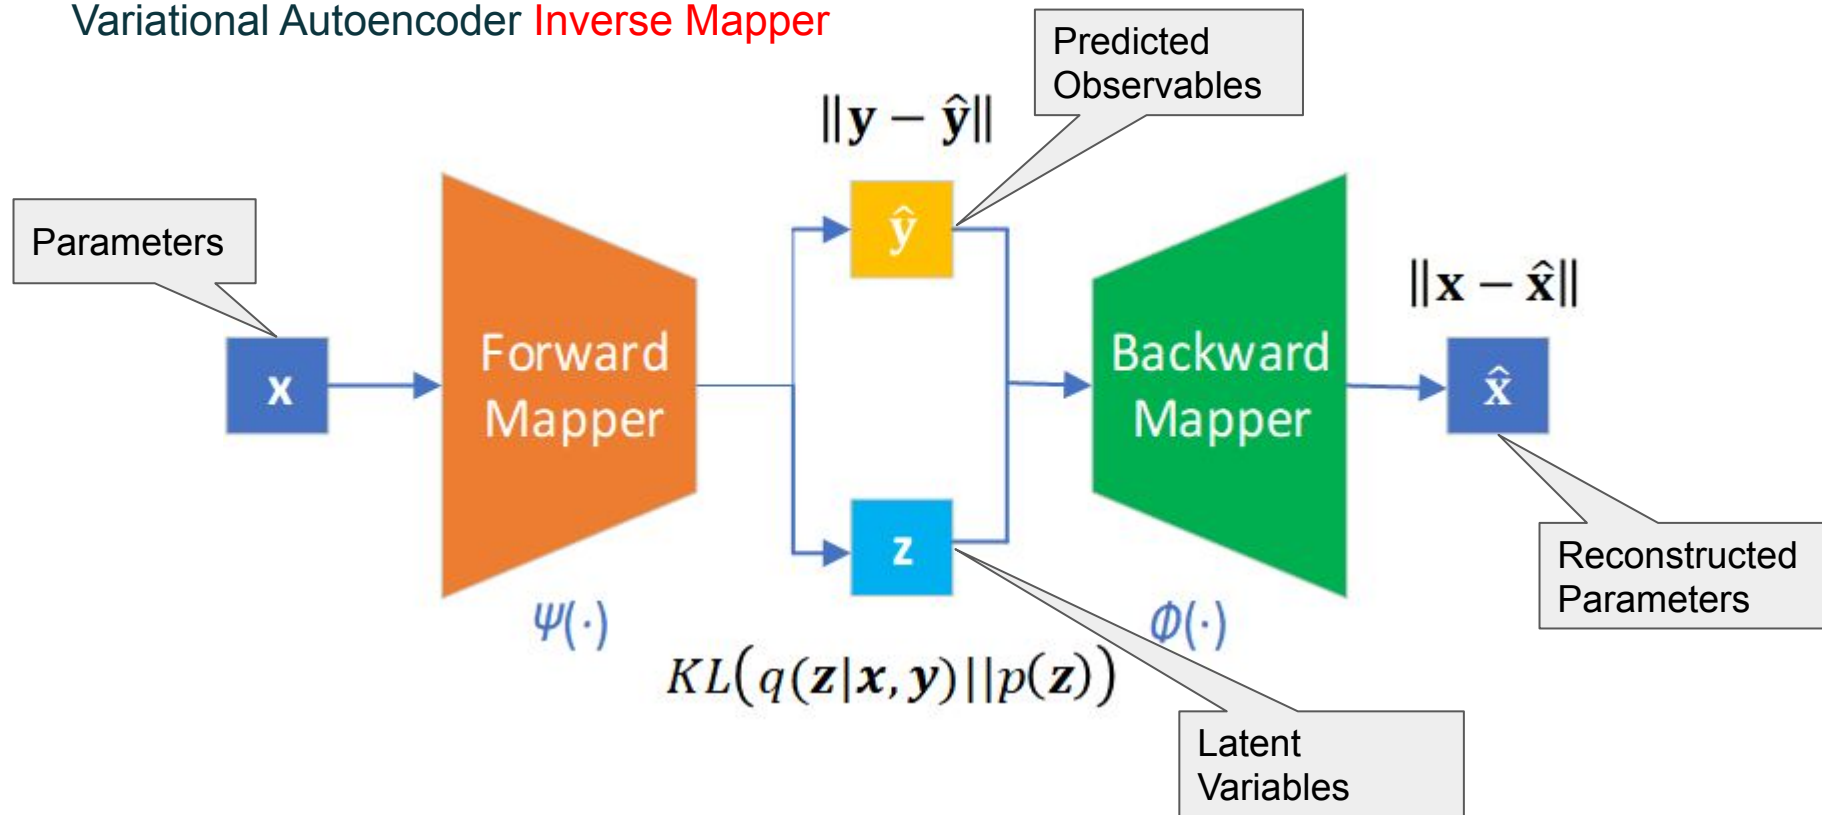 Variational Autoencoder Inverse Mapper
Predicted
Observables
‖y − ŷ‖
Parameters
ŷ
‖x − x̂‖
x
Forward
Mapper
Backward
Mapper
x̂
z
Reconstructed
Parameters
Ψ(·)
Φ(·)
KL(q(z|x, y)||p(z))
Latent
Variables